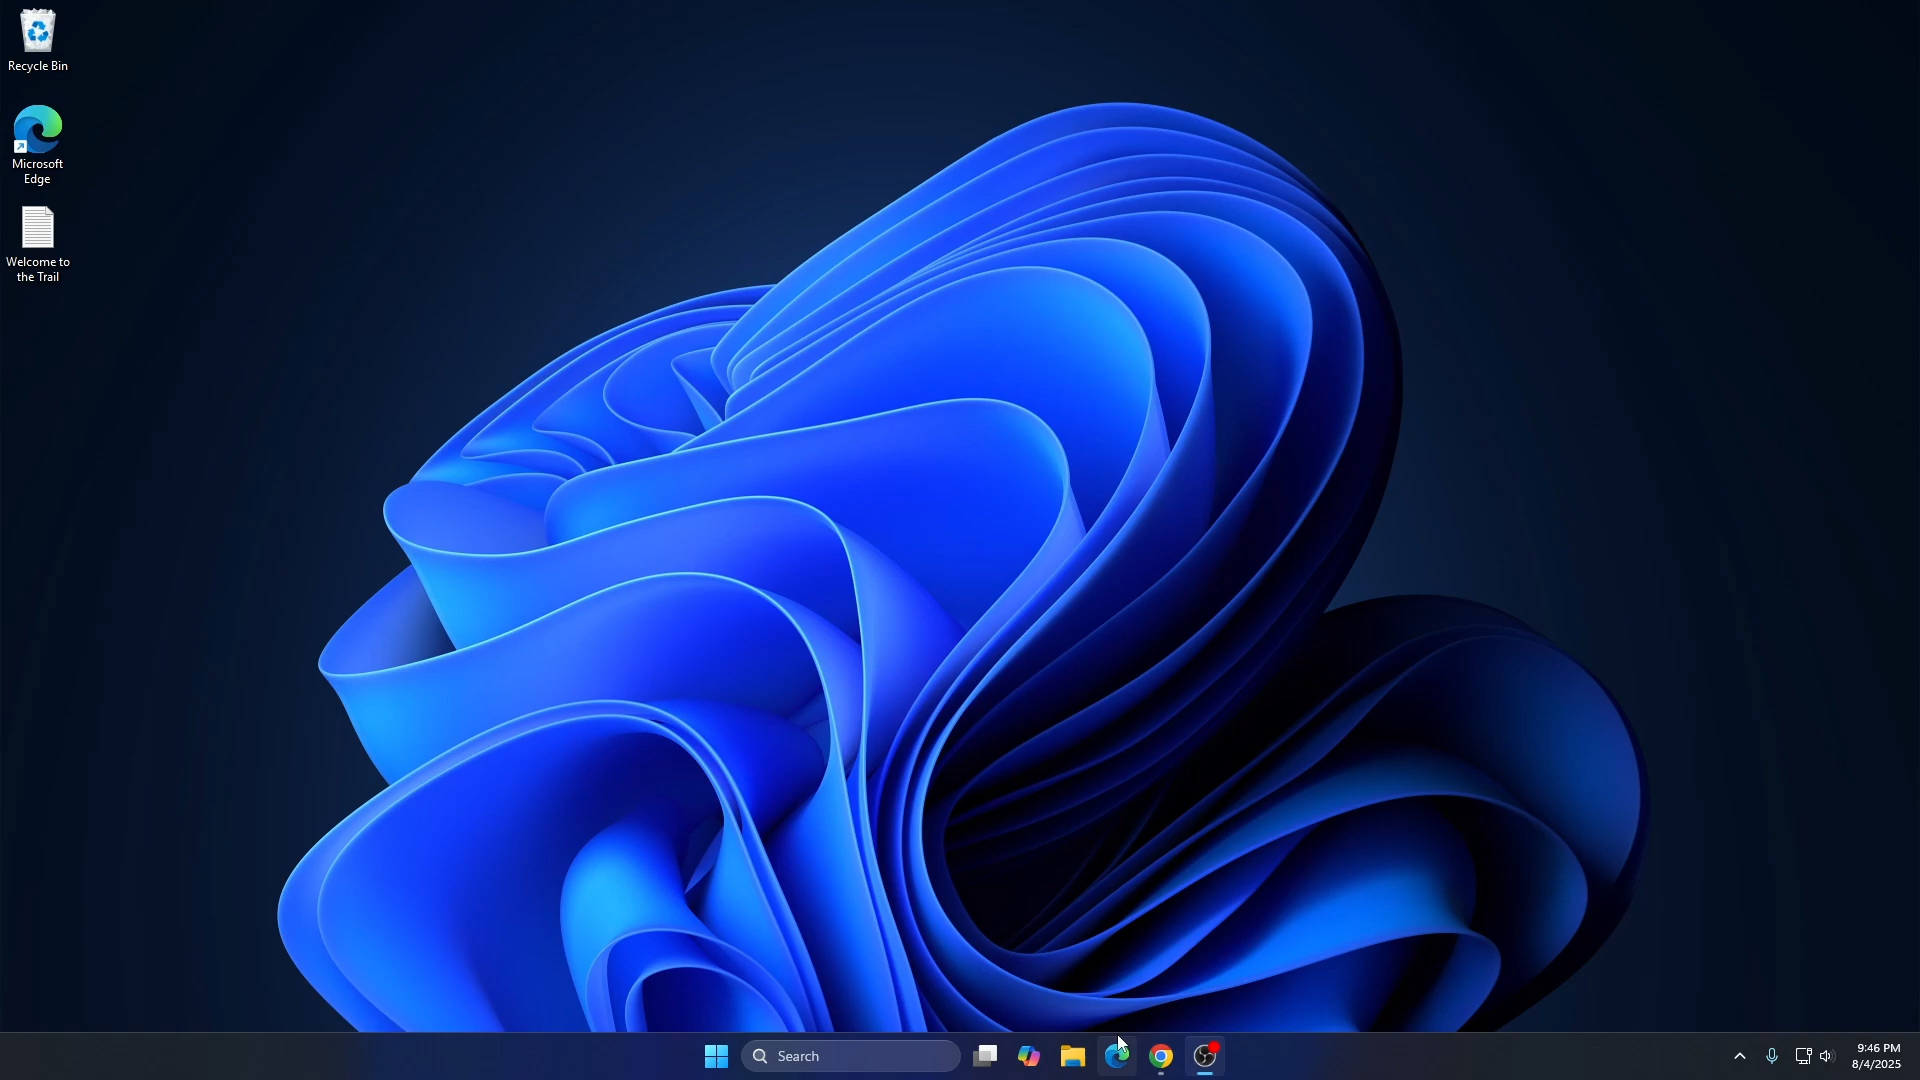 Recycle Bin
Microsoft
Edge
Welcome to
the Trail
Search
9:46 PM
8/4/2025